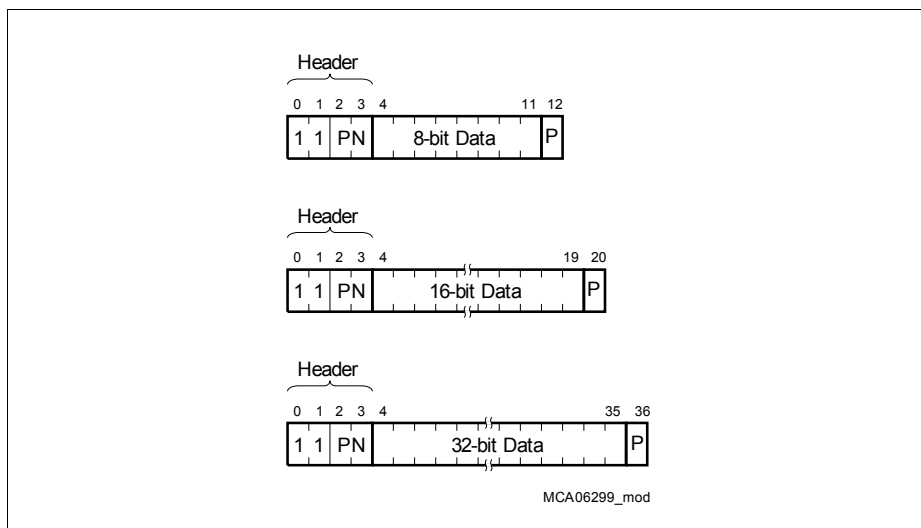 Header
0 1 2 3 4 11 12
1 1 PN 8-bit Data P
Header
0 1 2 3 4 19 20
1 1 PN 16-bit Data P
Header
0 1 2 3 4 35 36
1 1 PN 32-bit Data P
MCA06299_mod